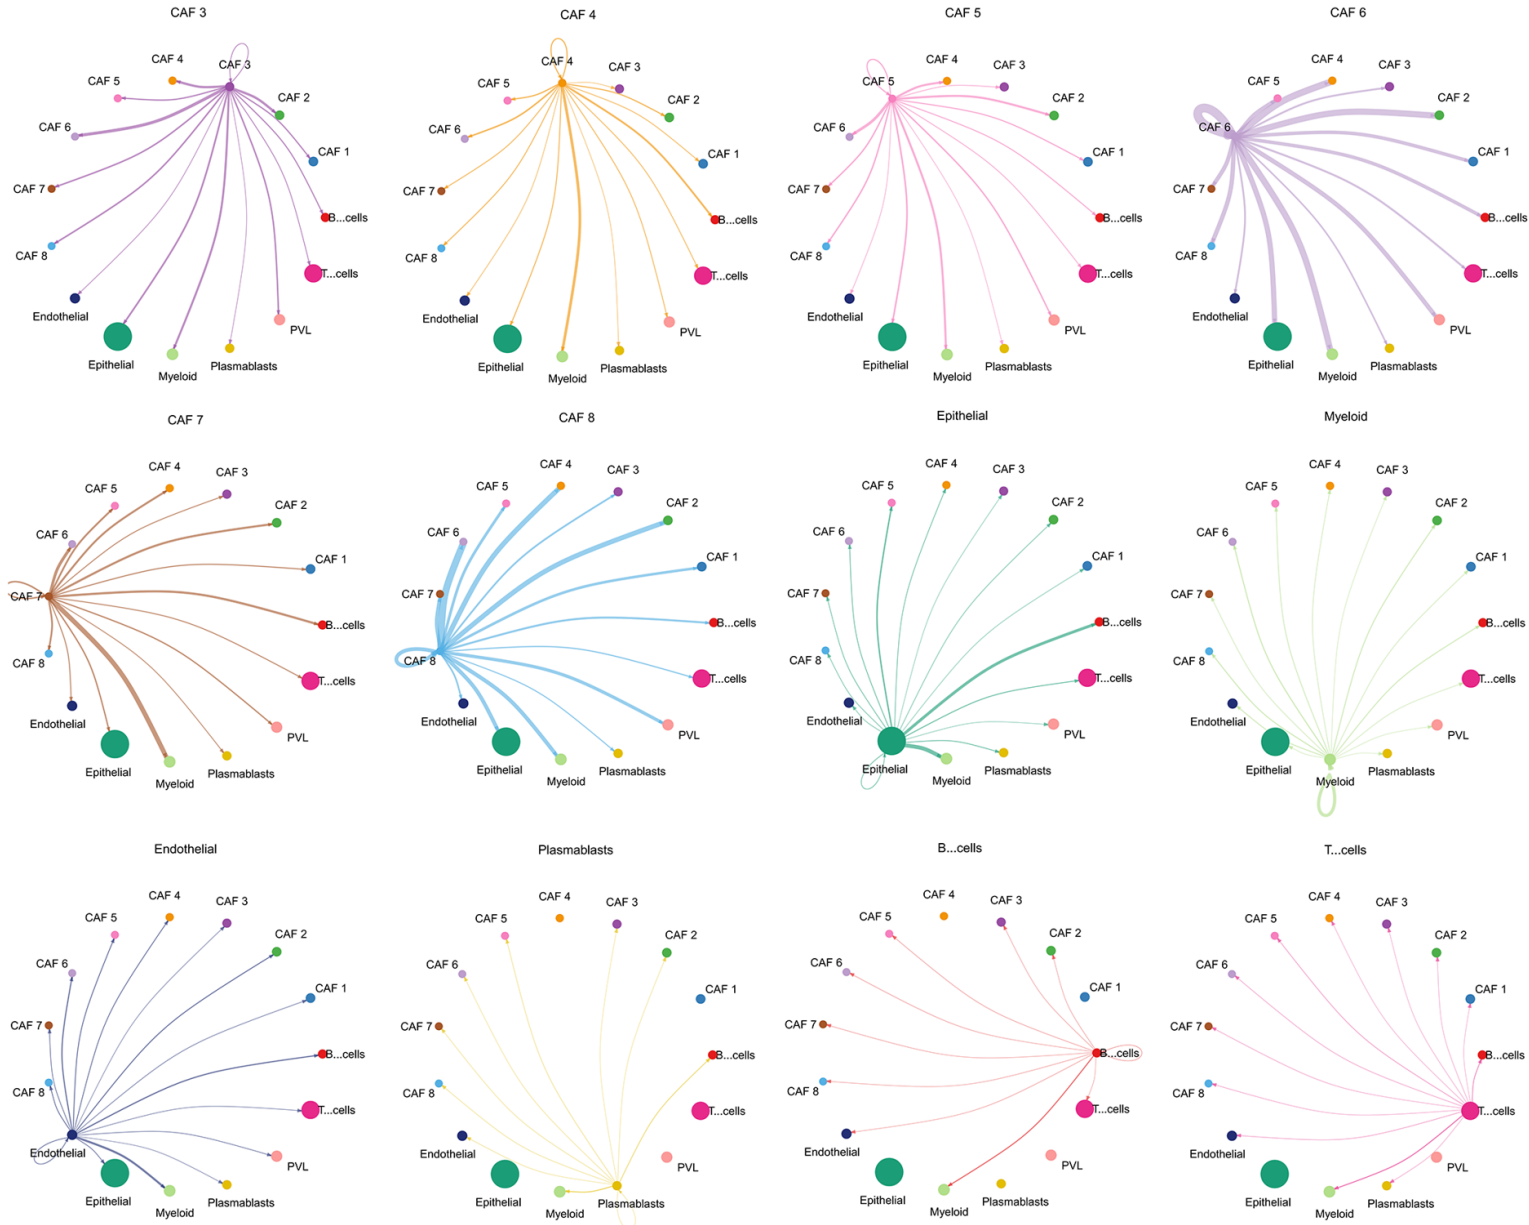 CAF 3
CAF 4
CAF 3
CAF 5
CAF 2
CAF 6
CAF 1
CAF 7
B...cells
CAF 8
T...cells
Endothelial
PVL
Epithelial
Myeloid
Plasmablasts
CAF 4
CAF 4
CAF 3
CAF 5
CAF 2
CAF 6
CAF 1
CAF 7
B...cells
CAF 8
T...cells
Endothelial
PVL
Epithelial
Myeloid
Plasmablasts
CAF 5
CAF 4
CAF 3
CAF 5
CAF 2
CAF 6
CAF 1
CAF 7
B...cells
CAF 8
T...cells
Endothelial
PVL
Epithelial
Myeloid
Plasmablasts
CAF 6
CAF 4
CAF 3
CAF 5
CAF 2
CAF 6
CAF 1
CAF 7
B...cells
CAF 8
T...cells
Endothelial
PVL
Epithelial
Myeloid
Plasmablasts
CAF 7
CAF 4
CAF 3
CAF 5
CAF 2
CAF 6
CAF 1
CAF 7
B...cells
CAF 8
T...cells
Endothelial
PVL
Epithelial
Myeloid
Plasmablasts
CAF 8
CAF 4
CAF 3
CAF 5
CAF 2
CAF 6
CAF 1
CAF 7
B...cells
CAF 8
T...cells
Endothelial
PVL
Epithelial
Myeloid
Plasmablasts
Epithelial
CAF 4
CAF 3
CAF 5
CAF 2
CAF 6
CAF 1
CAF 7
B...cells
CAF 8
T...cells
Endothelial
PVL
Epithelial
Myeloid
Plasmablasts
Myeloid
CAF 4
CAF 3
CAF 5
CAF 2
CAF 6
CAF 1
CAF 7
B...cells
CAF 8
T...cells
Endothelial
PVL
Epithelial
Myeloid
Plasmablasts
Endothelial
CAF 4
CAF 3
CAF 5
CAF 2
CAF 6
CAF 1
CAF 7
B...cells
CAF 8
T...cells
Endothelial
PVL
Epithelial
Myeloid
Plasmablasts
Plasmablasts
CAF 4
CAF 3
CAF 5
CAF 2
CAF 6
CAF 1
CAF 7
B...cells
CAF 8
T...cells
Endothelial
PVL
Epithelial
Myeloid
Plasmablasts
B...cells
CAF 4
CAF 3
CAF 5
CAF 2
CAF 6
CAF 1
CAF 7
B...cells
CAF 8
T...cells
Endothelial
PVL
Epithelial
Myeloid
Plasmablasts
T...cells
CAF 4
CAF 3
CAF 5
CAF 2
CAF 6
CAF 1
CAF 7
B...cells
CAF 8
T...cells
Endothelial
PVL
Epithelial
Myeloid
Plasmablasts